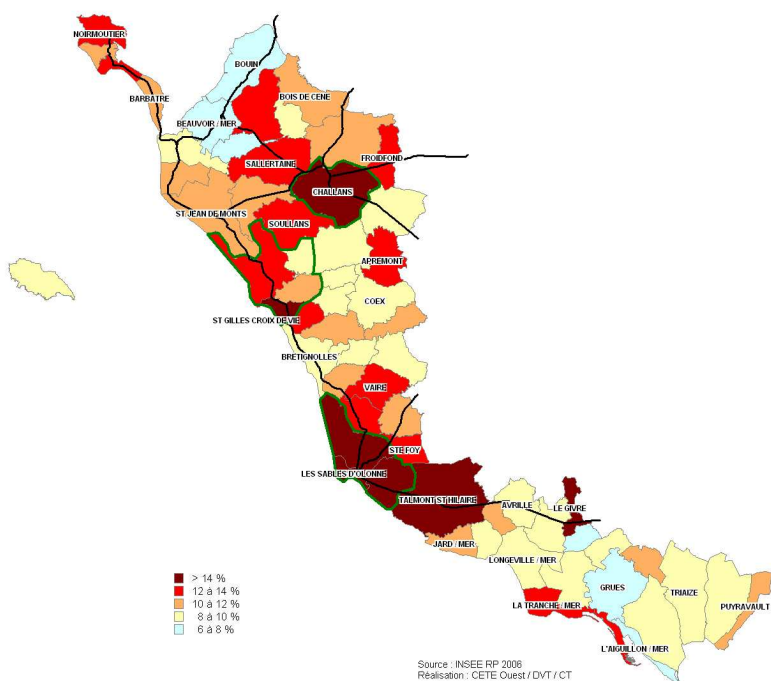 NOIRMOUTIER
BOUIN
BARBATRE
BOIS DE CENE
BEAUVOIR / MER
FROIDFOND
SALLERTAINE
CHALLANS
ST JEAN DE MONTS
SOULLANS
APREMONT
COEX
ST GILLES CROIX DE VIE
BRETIGNOLLES
VAIRE
STE FOY
LES SABLES D'OLONNE
TALMONT ST HILAIRE
AVRILLE
LE GIVRE
JARD / MER
LONGEVILLE / MER
GRUES
TRIAIZE
LA TRANCHE / MER
PUYRAVAULT
L'AIGUILLON / MER
> 14 %
12 à 14 %
10 à 12 %
8 à 10 %
6 à 8 %
Source : INSEE RP 2006
Réalisation : CETE Ouest / DVT / CT